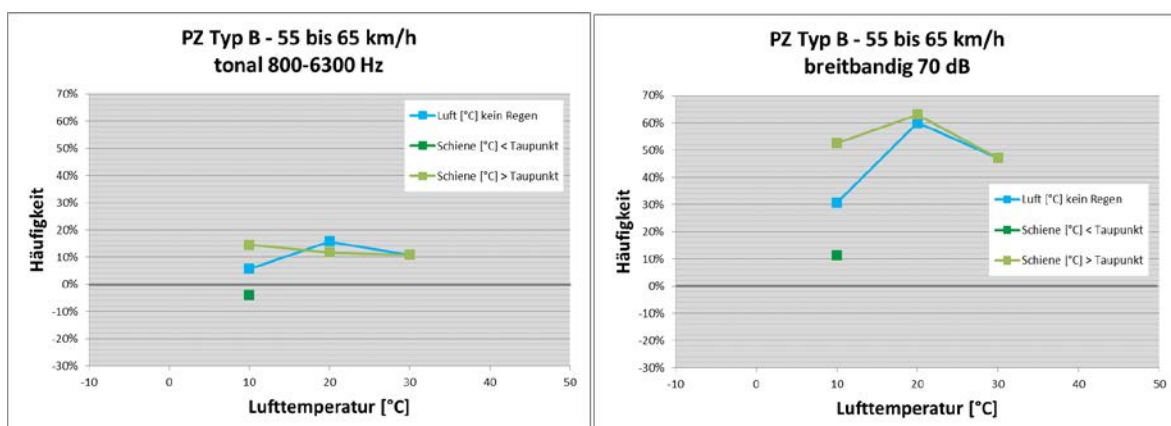 PZ Typ B - 55 bis 65 km/h
tonal 800-6300 Hz
70%
60%
50%
40%
30%
20%
10%
0%
-10%
-20%
-30%
Häufigkeit
Luft [°C] kein Regen
Schiene [°C] < Taupunkt
Schiene [°C] > Taupunkt
-10 0 10 20 30 40 50
Lufttemperatur [°C]
PZ Typ B - 55 bis 65 km/h
breitbandig 70 dB
70%
60%
50%
40%
30%
20%
10%
0%
-10%
-20%
-30%
Häufigkeit
Luft [°C] kein Regen
Schiene [°C] < Taupunkt
Schiene [°C] > Taupunkt
-10 0 10 20 30 40 50
Lufttemperatur [°C]